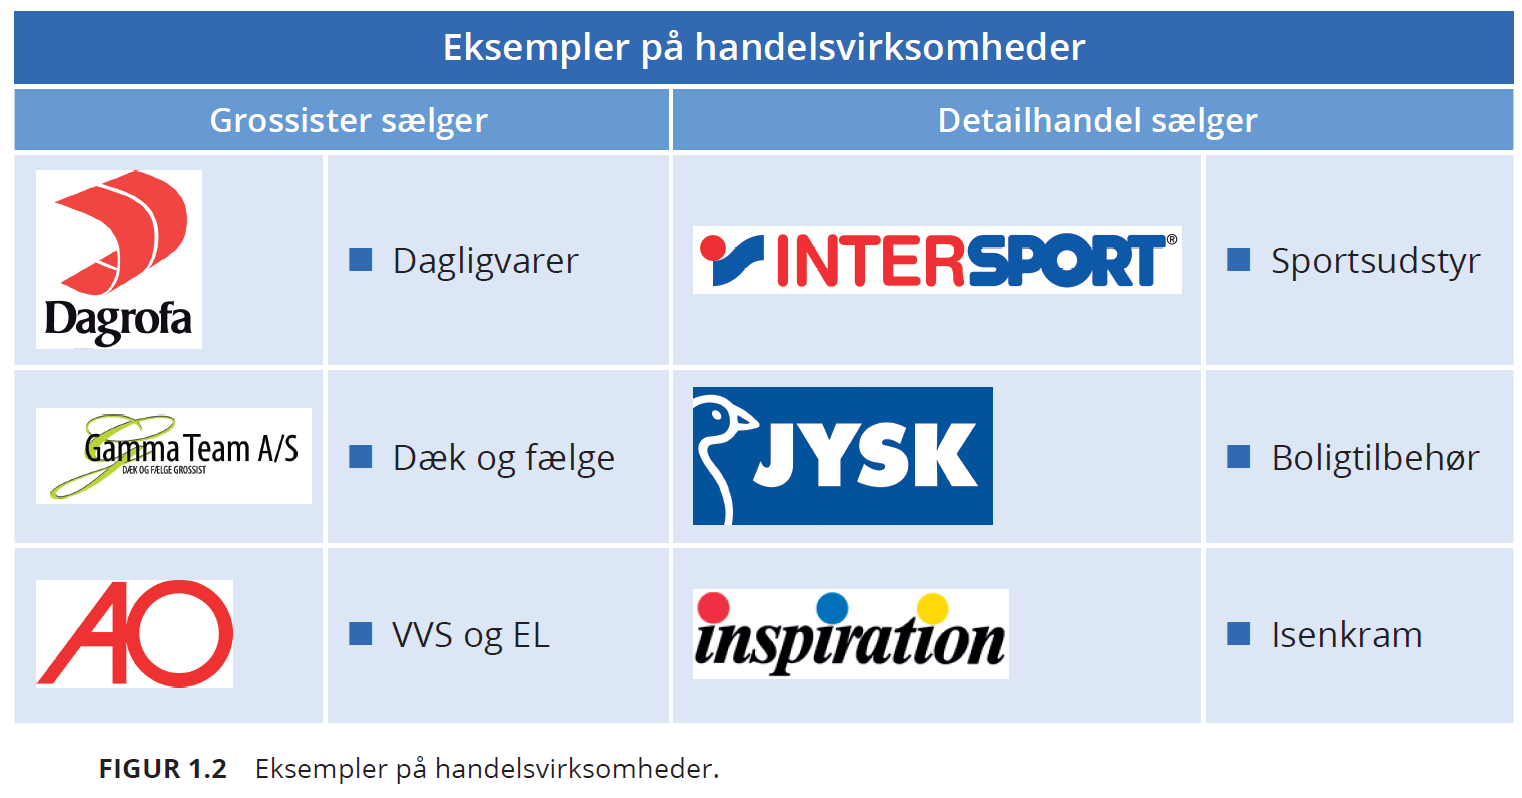 Eksempler på handelsvirksomheder
Grossister sælger
Detailhandel sælger
Dagrofa
■ Dagligvarer
INTERSPORT®
■ Sportsudstyr
Gamma Team A/S
DÆK OG FÆLGE GROSSIST
■ Dæk og fælge
JYSK
■ Boligtilbehør
AO
■ VVS og EL
inspiration
■ Isenkram
FIGUR 1.2 Eksempler på handelsvirksomheder.